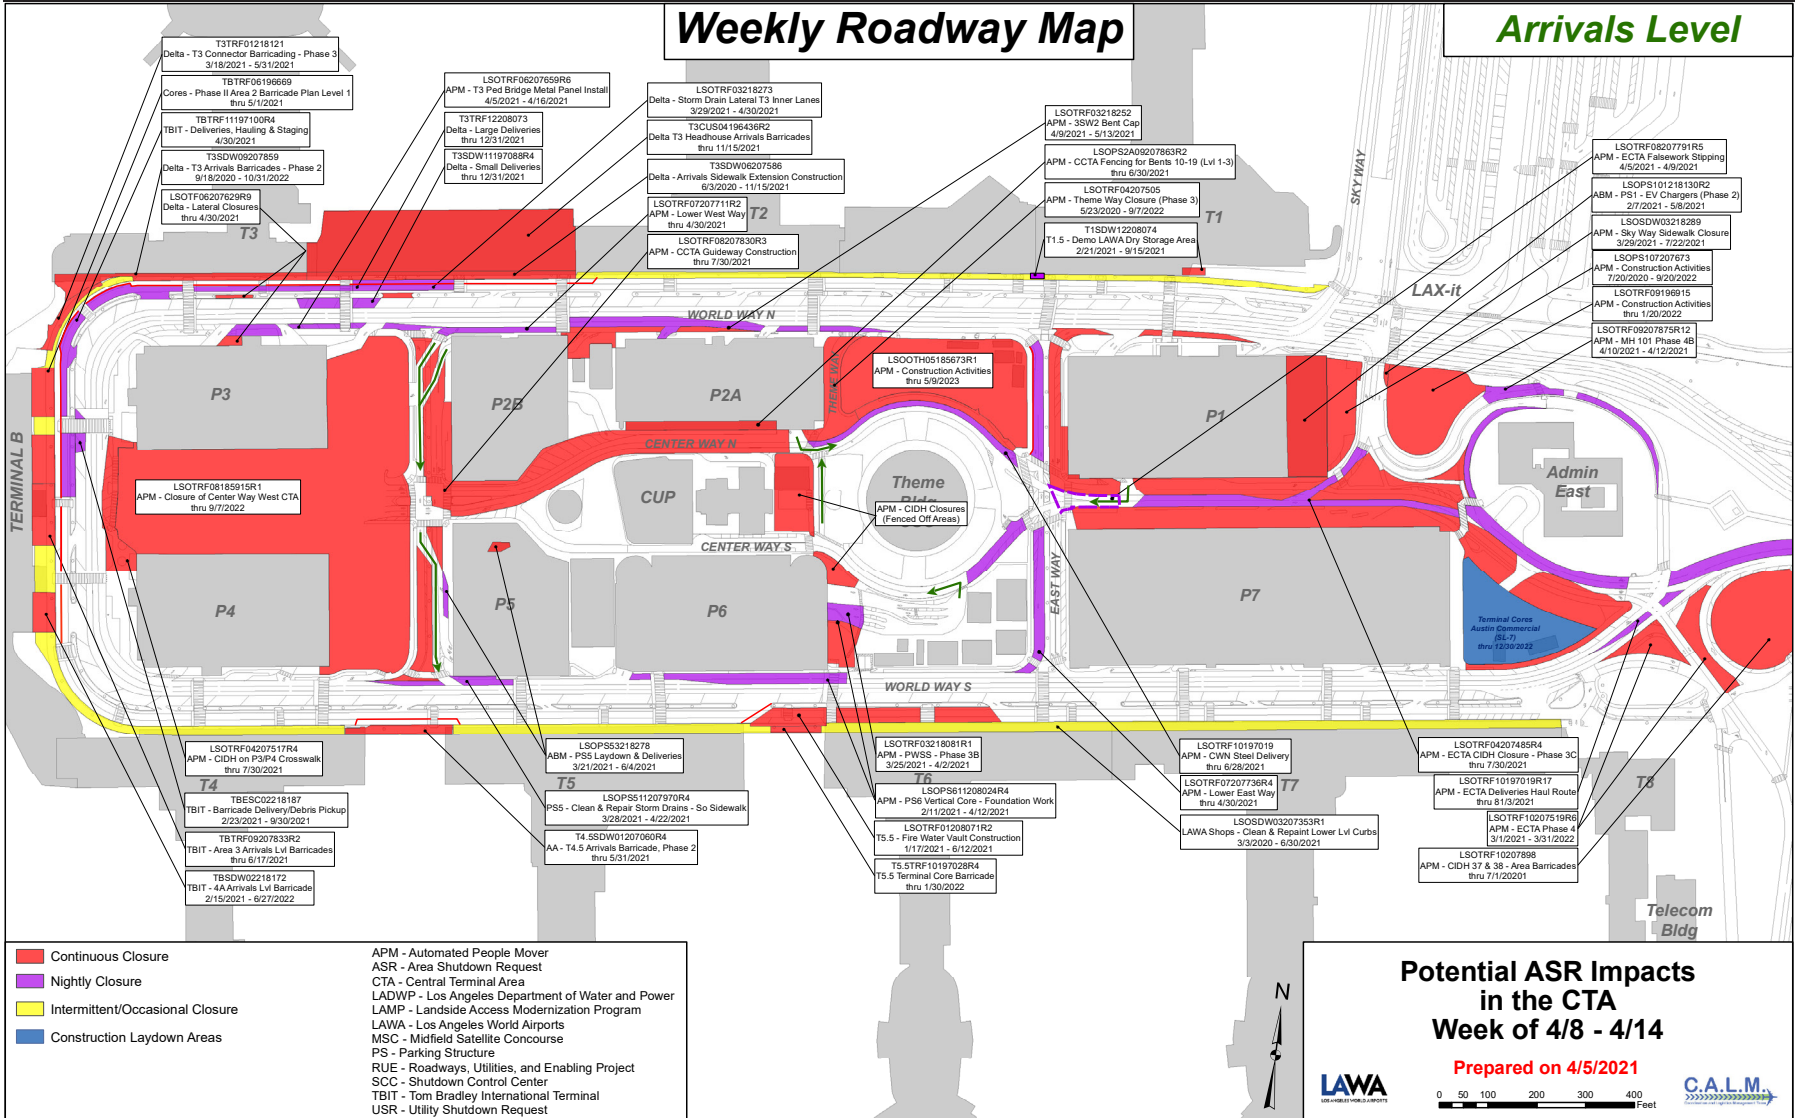 Weekly Roadway Map
Arrivals Level
T3TRF01218121
Delta - T3 Connector Barricading - Phase 3
3/18/2021 - 5/31/2021
TBTRF06196669
Cores - Phase II Area 2 Barricade Plan Level 1
thru 5/1/2021
TBTRF11197100R4
TBIT - Deliveries, Hauling & Staging
4/30/2021
T3SDW09207859
Delta - T3 Arrivals Barricades - Phase 2
9/18/2020 - 10/31/2022
LSOTF06207629R9
Delta - Lateral Closures
thru 4/30/2021
LSOTRF06207659R6
APM - T3 Ped Bridge Metal Panel Install
4/5/2021 - 4/16/2021
T3TRF12208073
Delta - Large Deliveries
thru 12/31/2021
T3SDW11197088R4
Delta - Small Deliveries
thru 12/31/2021
LSOTRF03218273
Delta - Storm Drain Lateral T3 Inner Lanes
3/29/2021 - 4/30/2021
T3CUS04196436R2
Delta T3 Headhouse Arrivals Barricades
thru 11/15/2021
T3SDW06207586
Delta - Arrivals Sidewalk Extension Construction
6/3/2020 - 11/15/2021
LSOTRF07207711R2
APM - Lower West Way
thru 4/30/2021
LSOTRF08207830R3
APM - CCTA Guideway Construction
thru 7/30/2021
LSOTRF03218252
APM - 3SW2 Bent Cap
4/9/2021 - 5/13/2021
LSOPS2A09207863R2
APM - CCTA Fencing for Bents 10-19 (Lvl 1-3)
thru 6/30/2021
LSOTRF04207505
APM - Theme Way Closure (Phase 3)
5/23/2020 - 9/7/2022
T1SDW12208074
T1.5 - Demo LAWA Dry Storage Area
2/21/2021 - 9/15/2021
LSOTRF08207791R5
APM - ECTA Falsework Stipping
4/5/2021 - 4/9/2021
LSOPS101218130R2
ABM - PS1 - EV Chargers (Phase 2)
2/7/2021 - 5/8/2021
LSOSDW03218289
APM - Sky Way Sidewalk Closure
3/29/2021 - 7/22/2021
LSOPS107207673
APM - Construction Activities
7/20/2020 - 9/20/2022
LSOTRF09196915
APM - Construction Activities
thru 1/20/2022
LSOTRF09207875R12
APM - MH 101 Phase 4B
4/10/2021 - 4/12/2021
T3
T2
T1
SKY WAY
LAX-it
WORLD WAY N
P3
P2B
P2A
THEME WAY
LSOOTH05185673R1
APM - Construction Activities
thru 5/9/2023
P1
TERMINAL B
LSOTRF08185915R1
APM - Closure of Center Way West CTA
thru 9/7/2022
CENTER WAY N
CUP
Theme
APM - CIDH Closures
(Fenced Off Areas)
Admin
East
CENTER WAY S
EAST WAY
P4
P5
P6
P7
Terminal Cores
Austin Commercial
(SL-7)
thru 12/30/2022
WORLD WAY S
LSOTRF04207517R4
APM - CIDH on P3/P4 Crosswalk
thru 7/30/2021
T4
TBESC02218187
TBIT - Barricade Delivery/Debris Pickup
2/23/2021 - 9/30/2021
TBTRF09207833R2
TBIT - Area 3 Arrivals Lvl Barricades
thru 6/17/2021
TBSDW02218172
TBIT - 4A Arrivals Lvl Barricade
2/15/2021 - 6/27/2022
LSOPS53218278
ABM - PS5 Laydown & Deliveries
3/21/2021 - 6/4/2021
T5
LSOPS511207970R4
PS5 - Clean & Repair Storm Drains - So Sidewalk
3/28/2021 - 4/22/2021
T4.5SDW01207060R4
AA - T4.5 Arrivals Barricade, Phase 2
thru 5/31/2021
LSOTRF03218081R1
APM - PWSS - Phase 3B
3/25/2021 - 4/2/2021
T6
LSOPS611208024R4
APM - PS6 Vertical Core - Foundation Work
2/11/2021 - 4/12/2021
LSOTRF01208071R2
T5.5 - Fire Water Vault Construction
1/17/2021 - 6/12/2021
T5.5TRF10197028R4
T5.5 Terminal Core Barricade
thru 1/30/2022
LSOTRF10197019
APM - CWN Steel Delivery
thru 6/28/2021
LSOTRF07207736R4
APM - Lower East Way
thru 4/30/2021
T7
LSOSDW03207353R1
LAWA Shops - Clean & Repaint Lower Lvl Curbs
3/3/2020 - 6/30/2021
LSOTRF04207485R4
APM - ECTA CIDH Closure - Phase 3C
thru 7/30/2021
LSOTRF10197019R17
APM - ECTA Deliveries Haul Route
thru 81/3/2021
LSOTRF10207519R6
APM - ECTA Phase 4
3/1/2021 - 3/31/2022
LSOTRF10207898
APM - CIDH 37 & 38 - Area Barricades
thru 7/1/20201
T8
Telecom
Bldg
Continuous Closure
Nightly Closure
Intermittent/Occasional Closure
Construction Laydown Areas
APM - Automated People Mover
ASR - Area Shutdown Request
CTA - Central Terminal Area
LADWP - Los Angeles Department of Water and Power
LAMP - Landside Access Modernization Program
LAWA - Los Angeles World Airports
MSC - Midfield Satellite Concourse
PS - Parking Structure
RUE - Roadways, Utilities, and Enabling Project
SCC - Shutdown Control Center
TBIT - Tom Bradley International Terminal
USR - Utility Shutdown Request
N
Potential ASR Impacts
in the CTA
Week of 4/8 - 4/14
Prepared on 4/5/2021
LAWA
LOS ANGELES WORLD AIRPORTS
0 50 100 200 300 400
Feet
C.A.L.M.